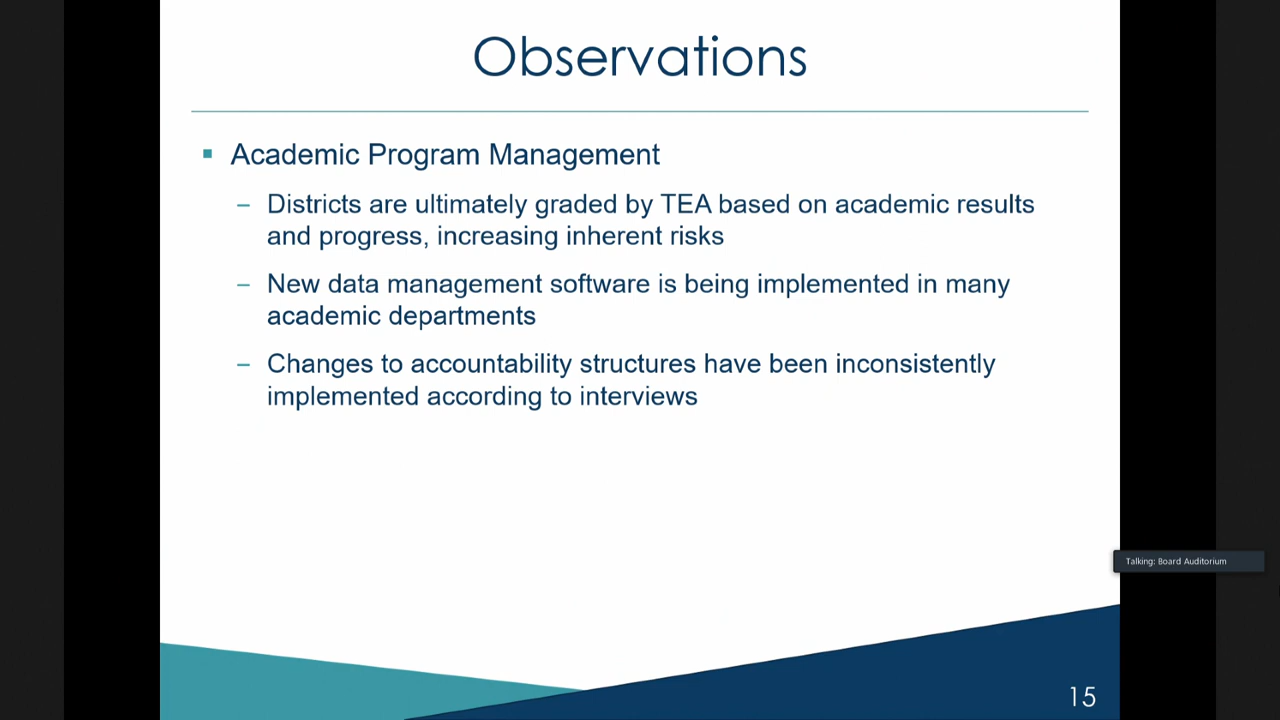 Observations
▪ Academic Program Management
– Districts are ultimately graded by TEA based on academic results
and progress, increasing inherent risks
– New data management software is being implemented in many
academic departments
– Changes to accountability structures have been inconsistently
implemented according to interviews
Talking: Board Auditorium
15